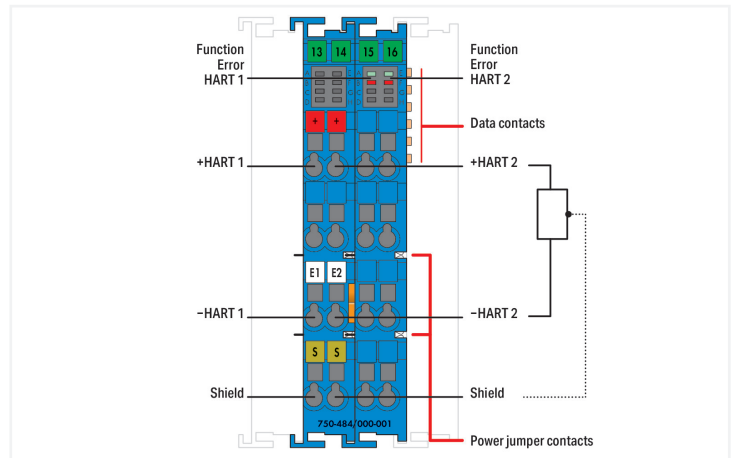 Function
Error
HART 1
13 14 15 16
Function
Error
HART 2
+ +
Data contacts
+HART 1
+HART 2
E1 E2
−HART 1
−HART 2
S S
Shield
Shield
750-484/000-001
Power jumper contacts